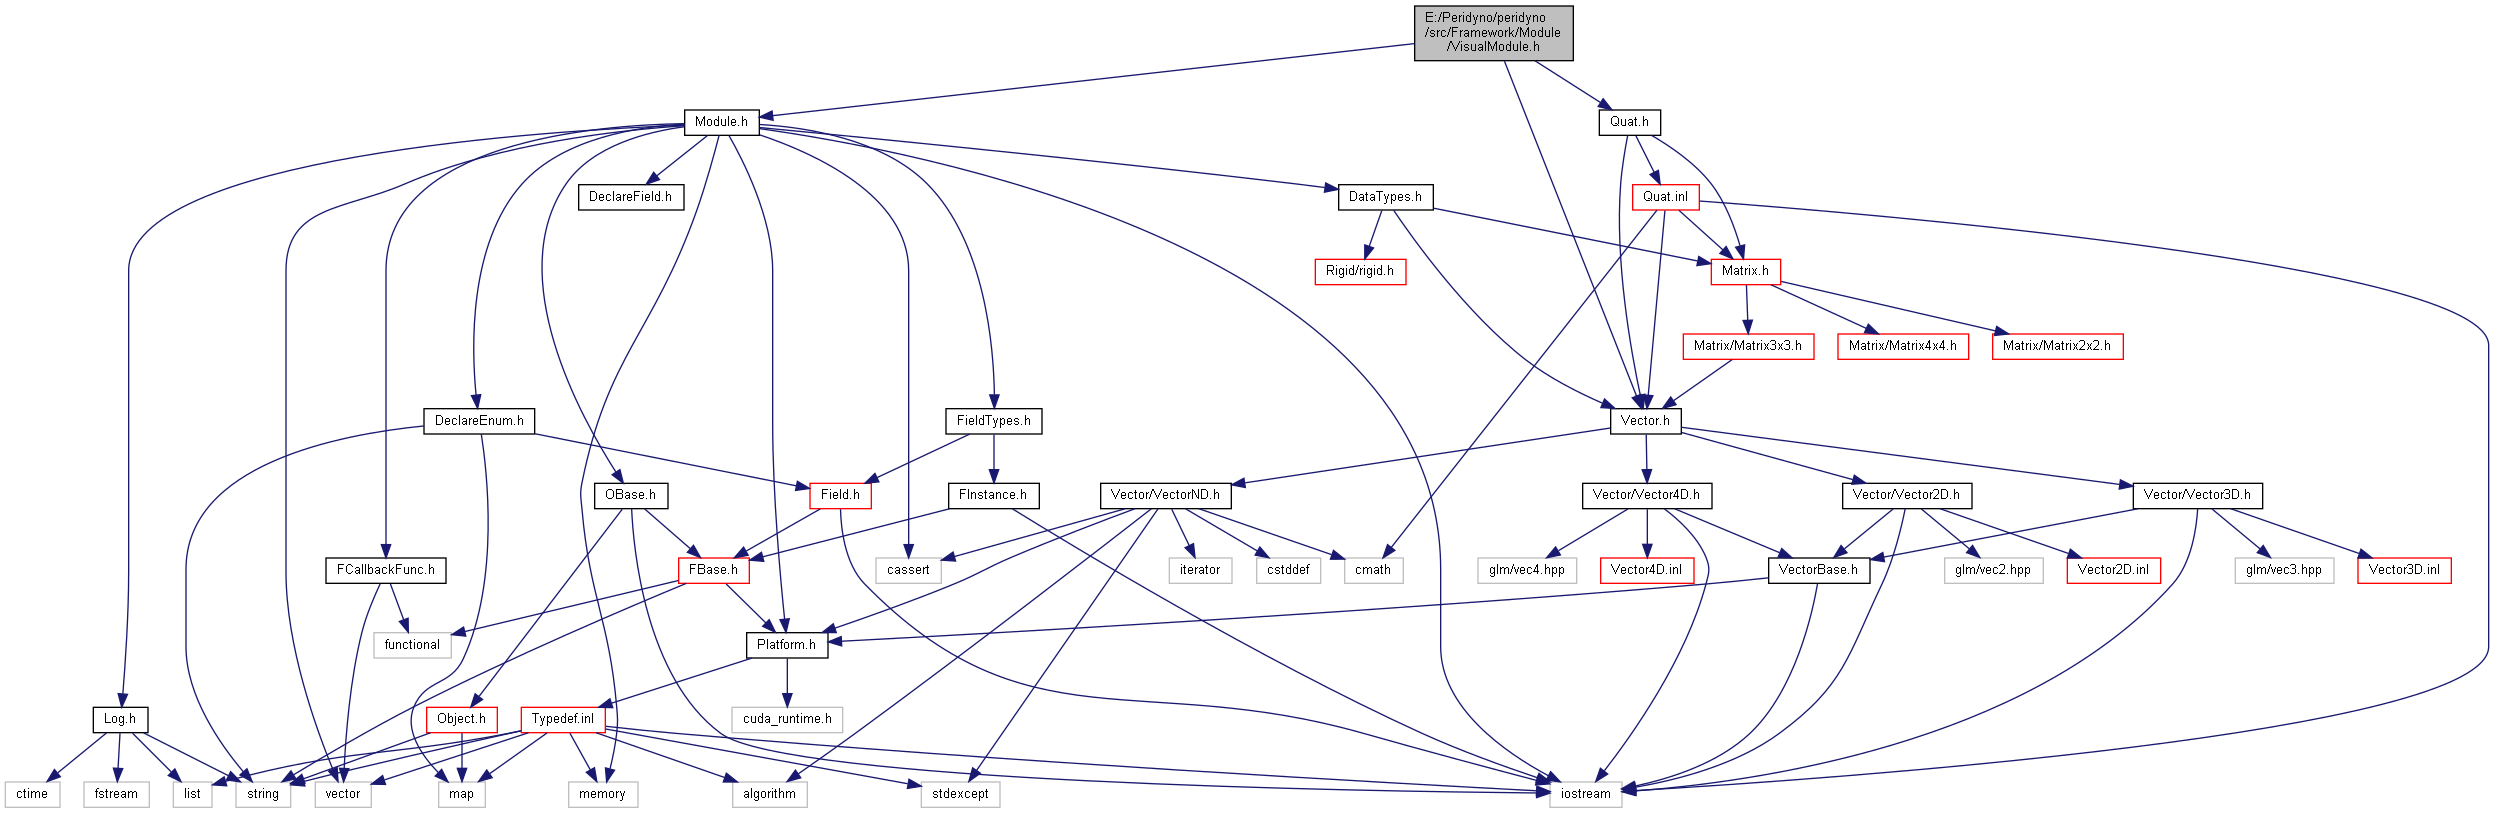 E:/Peridyno/peridyno
/src/Framework/Module
/VisualModule.h
Module.h
Quat.h
DeclareField.h
DataTypes.h
Quat.inl
Rigid/rigid.h
Matrix.h
Matrix/Matrix3x3.h
Matrix/Matrix4x4.h
Matrix/Matrix2x2.h
DeclareEnum.h
FieldTypes.h
Vector.h
OBase.h
Field.h
FInstance.h
Vector/VectorND.h
Vector/Vector4D.h
Vector/Vector2D.h
Vector/Vector3D.h
FCallbackFunc.h
FBase.h
cassert
iterator
cstddef
cmath
glm/vec4.hpp
Vector4D.inl
VectorBase.h
glm/vec2.hpp
Vector2D.inl
glm/vec3.hpp
Vector3D.inl
functional
Platform.h
Log.h
Object.h
Typedef.inl
cuda_runtime.h
ctime
fstream
list
string
vector
map
memory
algorithm
stdexcept
iostream